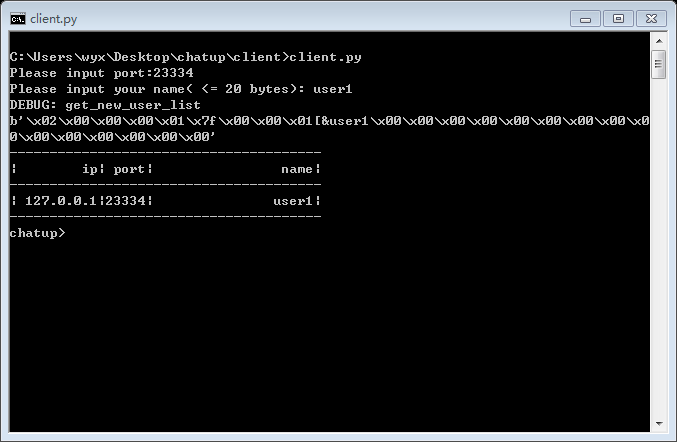 client.py
C:\Users\wyx\Desktop\chatup\client>client.py
Please input port:23334
Please input your name( <= 20 bytes): user1
DEBUG: get_new_user_list
b'\x02\x00\x00\x00\x01\x7f\x00\x00\x01[&user1\x00\x00\x00\x00\x00\x00\x00\x00\x0
0\x00\x00\x00\x00\x00\x00'
---------------------------------------
¦        ip¦ port¦                name¦
---------------------------------------
¦ 127.0.0.1¦23334¦               user1¦
---------------------------------------
chatup>